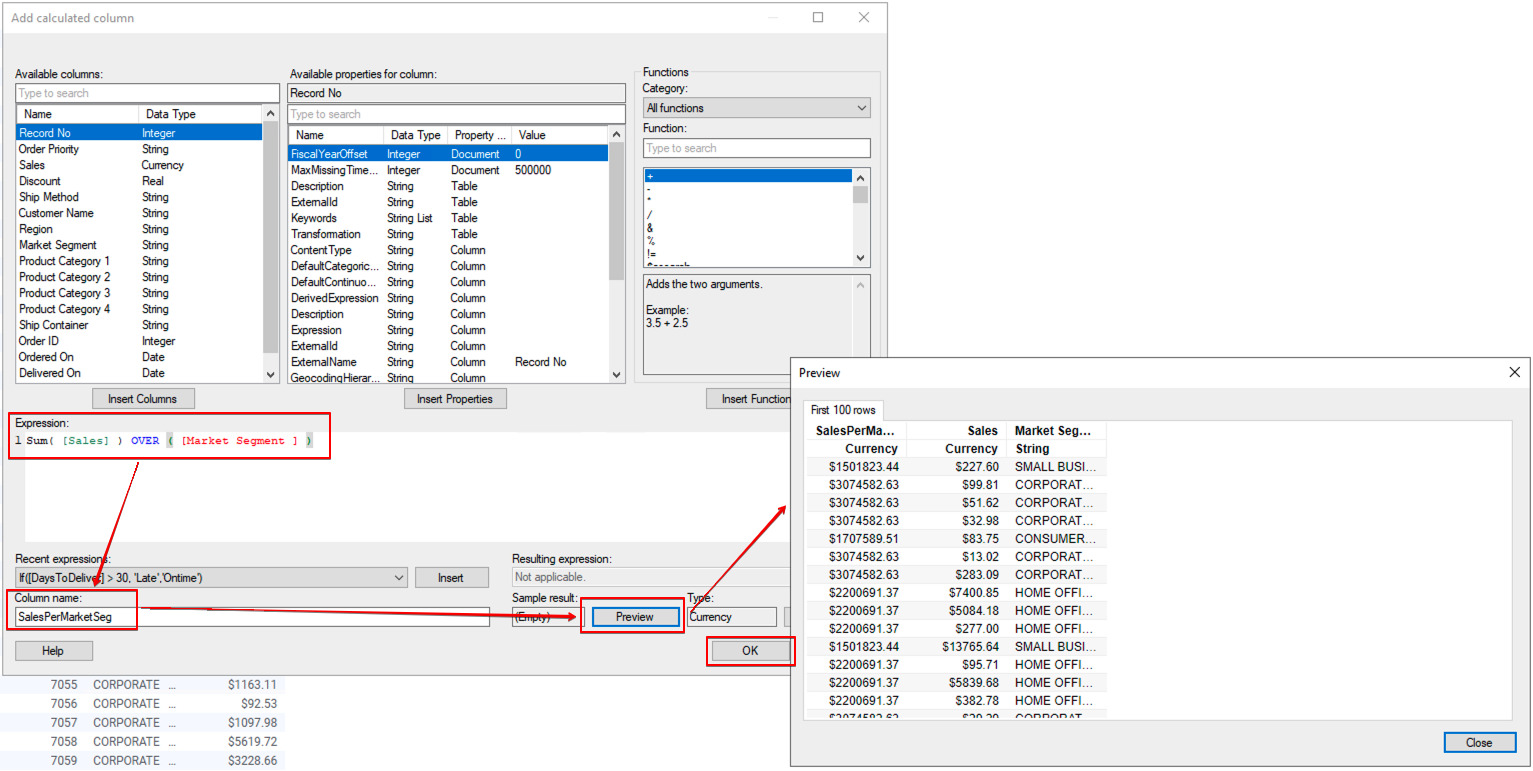 Add calculated column
Available columns:
Type to search
Name Data Type
Record No Integer
Order Priority String
Sales Currency
Discount Real
Ship Method String
Customer Name String
Region String
Market Segment String
Product Category 1 String
Product Category 2 String
Product Category 3 String
Product Category 4 String
Ship Container String
Order ID Integer
Ordered On Date
Delivered On Date
Insert Columns
Available properties for column:
Record No
Type to search
Name Data Type Property ... Value
FiscalYearOffset Integer Document 0
MaxMissingTime... Integer Document 500000
Description String Table
ExternalId String Table
Keywords String List Table
Transformation String Table
ContentType String Column
DefaultCategoric... String Column
DefaultContinuo... String Column
DerivedExpression String Column
Description String Column
Expression String Column
ExternalId String Column
ExternalName String Column Record No
GeocodingHierar... String Column
Insert Properties
Functions
Category:
All functions
Function:
Type to search
+
-
*
/
&
%
!=
Adds the two arguments.
Example:
3.5 + 2.5
Insert Function
Expression:
1 Sum( [Sales] ) OVER ( [Market Segment ] )
Recent expressions:
If([DaysToDeliver] > 30, 'Late','Ontime')
Insert
Resulting expression:
Not applicable.
Column name:
SalesPerMarketSeg
Sample result:
(Empty)
Preview
Type:
Currency
Help
OK
7055 CORPORATE ... $1163.11
7056 CORPORATE ... $92.53
7057 CORPORATE ... $1097.98
7058 CORPORATE ... $5619.72
7059 CORPORATE ... $3228.66
Preview
First 100 rows
SalesPerMa... Sales Market Seg...
Currency Currency String
$1501823.44 $227.60 SMALL BUSI...
$3074582.63 $99.81 CORPORAT...
$3074582.63 $51.62 CORPORAT...
$3074582.63 $32.98 CORPORAT...
$1707589.51 $83.75 CONSUMER...
$3074582.63 $13.02 CORPORAT...
$3074582.63 $283.09 CORPORAT...
$2200691.37 $7400.85 HOME OFFI...
$2200691.37 $5084.18 HOME OFFI...
$2200691.37 $277.00 HOME OFFI...
$1501823.44 $13765.64 SMALL BUSI...
$2200691.37 $95.71 HOME OFFI...
$2200691.37 $5839.68 HOME OFFI...
$2200691.37 $382.78 HOME OFFI...
Close